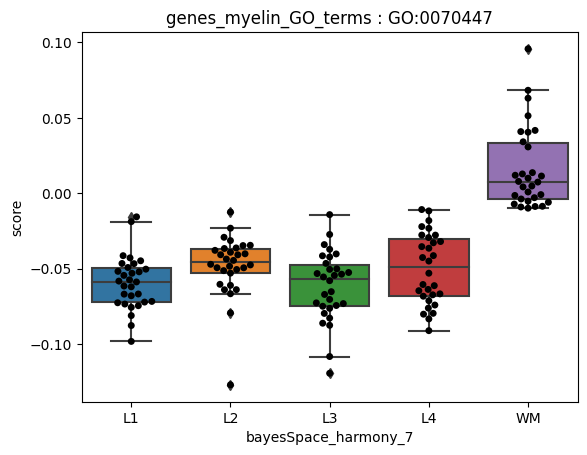 genes_myelin_GO_terms : GO:0070447
0.10
0.05
0.00
−0.05
−0.10
score
L1 L2 L3 L4 WM
bayesSpace_harmony_7